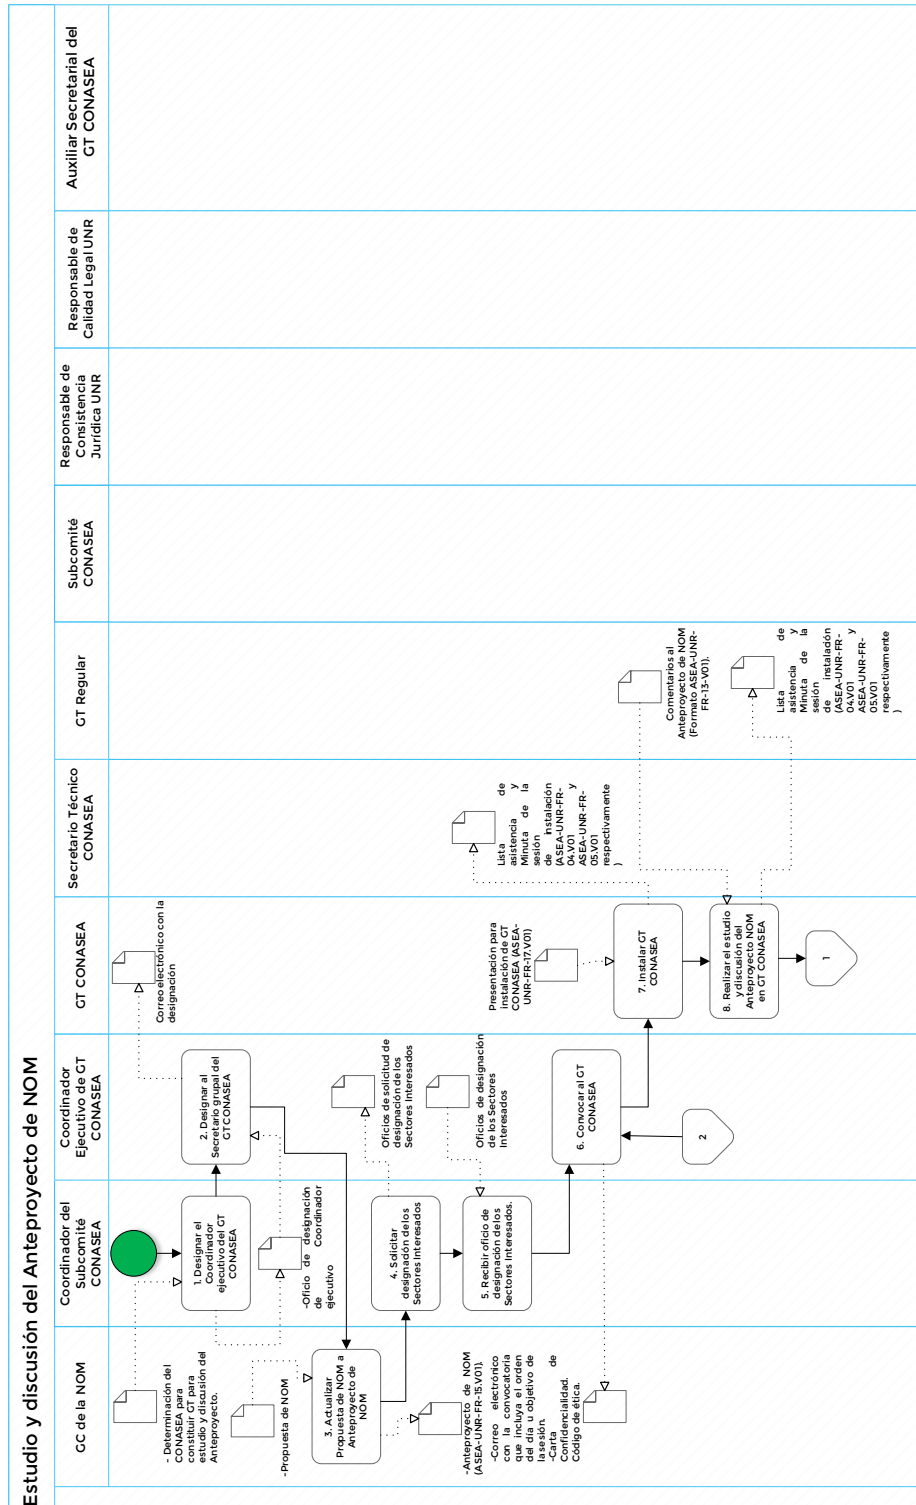 Estudio y discusión del Anteproyecto de NOM
GC de la NOM
Coordinador del
Subcomité
CONASEA
Coordinador
Ejecutivo de GT
CONASEA
GT CONASEA
Secretario Técnico
CONASEA
GT Regular
Subcomité
CONASEA
Responsable de
Consistencia
Jurídica UNR
Responsable de
Calidad Legal UNR
Auxiliar Secretarial del
GT CONASEA
- Determinación del
CONASEA para
constituir GT para
estudio y discusión del
Anteproyecto.
1. Designar el
Coordinador
ejecutivo del GT
CONASEA
2. Designar al
Secretario grupal del
GTCONASEA
Correo electrónico con la
designación
-Oficio de designación
de Coordinador
ejecutivo
-Propuesta de NOM
3. Actualizar
Propuesta de NOM a
Anteproyecto de
NOM
-Anteproyecto de NOM
(ASEA-UNR-FR-15.V01).
4. Solicitar
designación de los
Sectores Interesados
Oficios de solicitud de
designación de los
Sectores Interesados
5. Recibir oficio de
designación de los
Sectores Interesados.
Oficios de designación
de los Sectores
Interesados
6. Convocar al GT
CONASEA
-Correo electrónico
con la convocatoria
que incluya el orden
del día u objetivo de
la sesión.
-Carta de
Confidencialidad.
Código de ética.
2
Presentación para
instalación de GT
CONASEA (ASEA-
UNR-FR-17.V01)
7. Instalar GT
CONASEA
Lista de
asistencia y
Minuta de la
sesión
de instalación
(ASEA-UNR-FR-
04.V01 y
ASEA-UNR-FR-
05.V01
respectivamente
)
8. Realizar el estudio
y discusión del
Anteproyecto NOM
en GT CONASEA
Comentarios al
Anteproyecto de NOM
(Formato ASEA-UNR-
FR-13-V01).
Lista de
asistencia y
Minuta de la
sesión
de instalación
(ASEA-UNR-FR-
04.V01 y
ASEA-UNR-FR-
05.V01
respectivamente
)
1